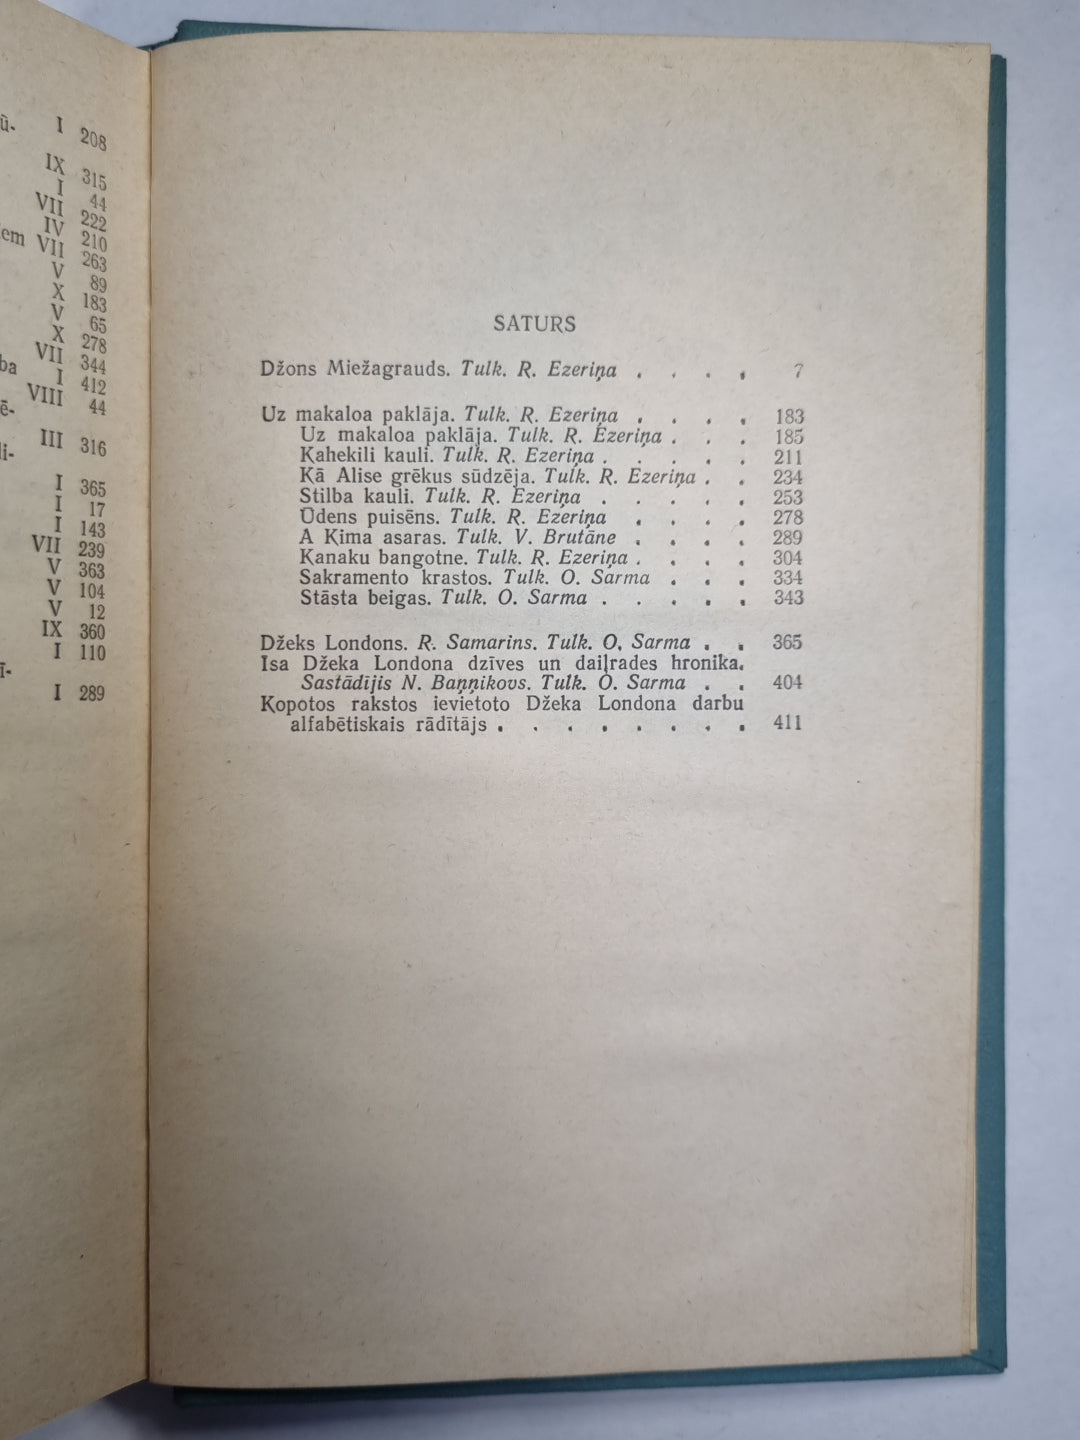 ū- I 208
IX 315
I 44
VII 222
IV 210
em VII 263
V 89
X 183
V 65
X 278
VII 344
ba I 412
VIII 44
ē-
li- III 316
I 365
I 17
I 143
VII 239
V 363
V 104
V 12
IX 360
I 110
ī-
I 289
SATURS
Džons Miežagrauds. Tulk. R. Ezeriņa . . . . 7
Uz makaloa paklāja. Tulk. R. Ezeriņa . . . . 183
Uz makaloa paklāja. Tulk. R. Ezeriņa . . . 185
Kahekili kauli. Tulk. R. Ezeriņa . . . . . 211
Kā Alise grēkus sūdzēja. Tulk. R. Ezeriņa . . 234
Stilba kauli. Tulk. R. Ezeriņa . . . . . 253
Ūdens puisēns. Tulk. R. Ezeriņa . . . . 278
A Kima asaras. Tulk. V. Brutāne . . . . 289
Kanaku bangotne. Tulk. R. Ezeriņa . . . . 304
Sakramento krastos. Tulk. O. Sarma . . . 334
Stāsta beigas. Tulk. O. Sarma . . . . . 343
Džeks Londons. R. Samarins. Tulk. O. Sarma . . 365
Īsa Džeka Londona dzīves un daiļrades hronika.
Sastādījis N. Baņņikovs. Tulk. O. Sarma . . 404
Kopotos rakstos ievietoto Džeka Londona darbu
alfabētiskais rādītājs . . . . . . . . 411